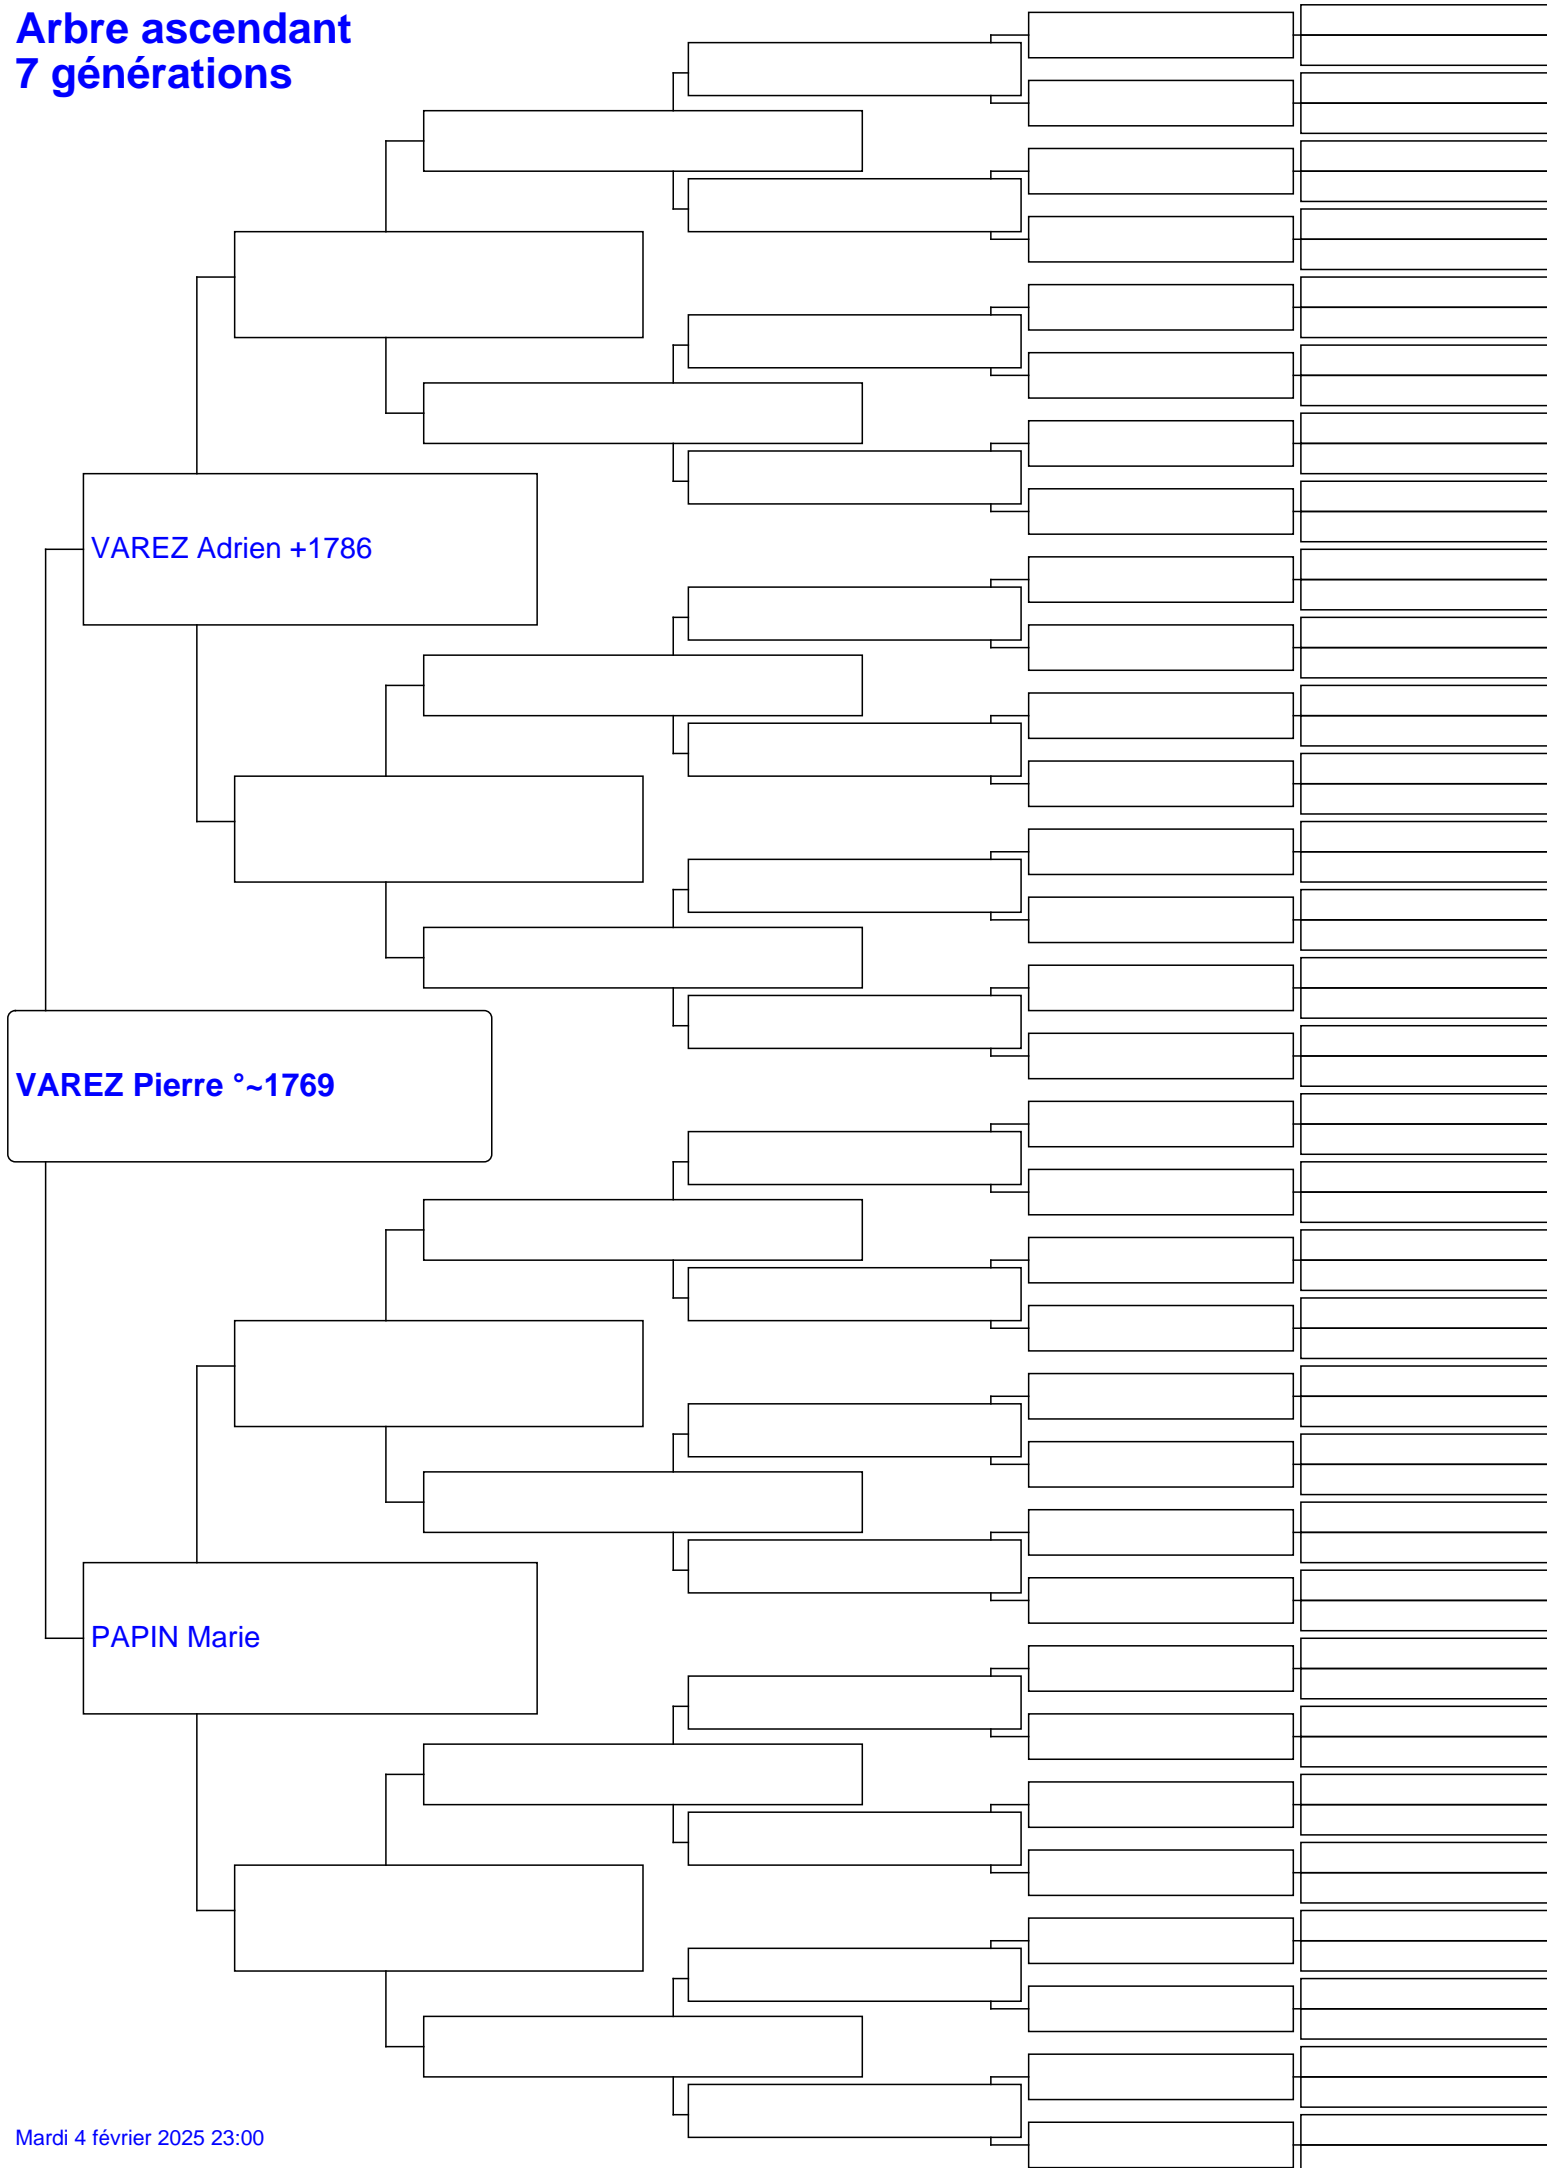 Arbre ascendant
7 générations
VAREZ Adrien +1786
VAREZ Pierre °~1769
PAPIN Marie
Mardi 4 février 2025 23:00